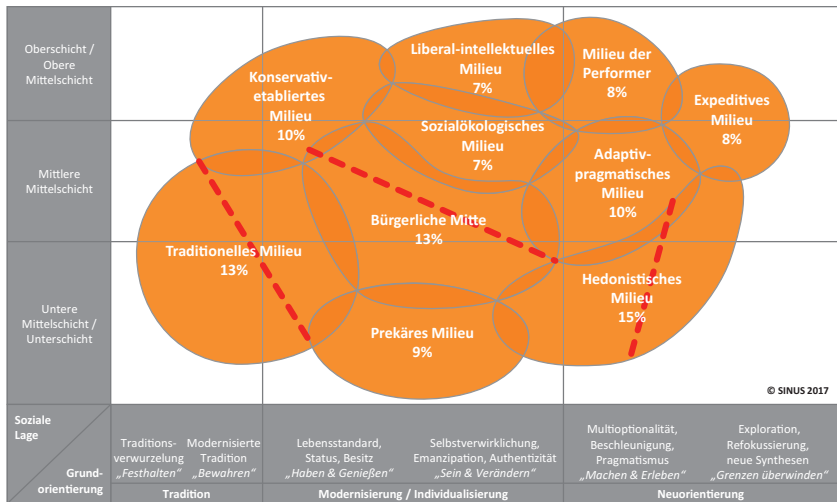 Oberschicht /
Obere
Mittelschicht
Mittlere
Mittelschicht
Untere
Mittelschicht /
Unterschicht
Konservativ-
etabliertes
Milieu
10%
Liberal-intellektuelles
Milieu
7%
Milieu der
Performer
8%
Expeditives
Milieu
8%
Sozialökologisches
Milieu
7%
Adaptiv-
pragmatisches
Milieu
10%
Traditionelles Milieu
13%
Bürgerliche Mitte
13%
Hedonistisches
Milieu
15%
Prekäres Milieu
9%
© SINUS 2017
Soziale
Lage
Grund-
orientierung
Traditions-
verwurzelung
„Festhalten“
Modernisierte
Tradition
„Bewahren“
Lebensstandard,
Status, Besitz
„Haben & Genießen“
Selbstverwirklichung,
Emanzipation, Authentizität
„Sein & Verändern“
Multioptionalität,
Beschleunigung,
Pragmatismus
„Machen & Erleben“
Exploration,
Refokussierung,
neue Synthesen
„Grenzen überwinden“
Tradition
Modernisierung / Individualisierung
Neuorientierung